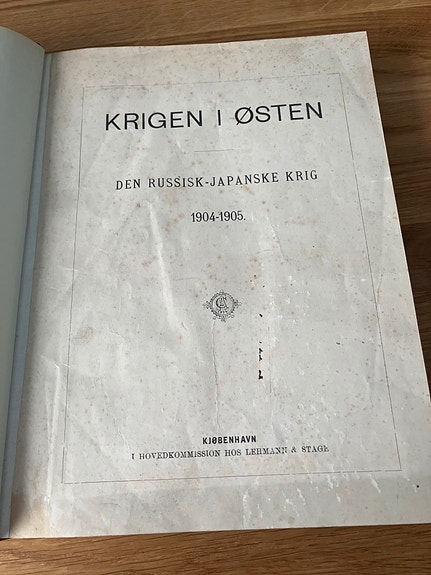 KRIGEN I ØSTEN
DEN RUSSISK-JAPANSKE KRIG
1904-1905.
KJØBENHAVN
I HOVEDKOMMISSION HOS LEHMANN & STAGE